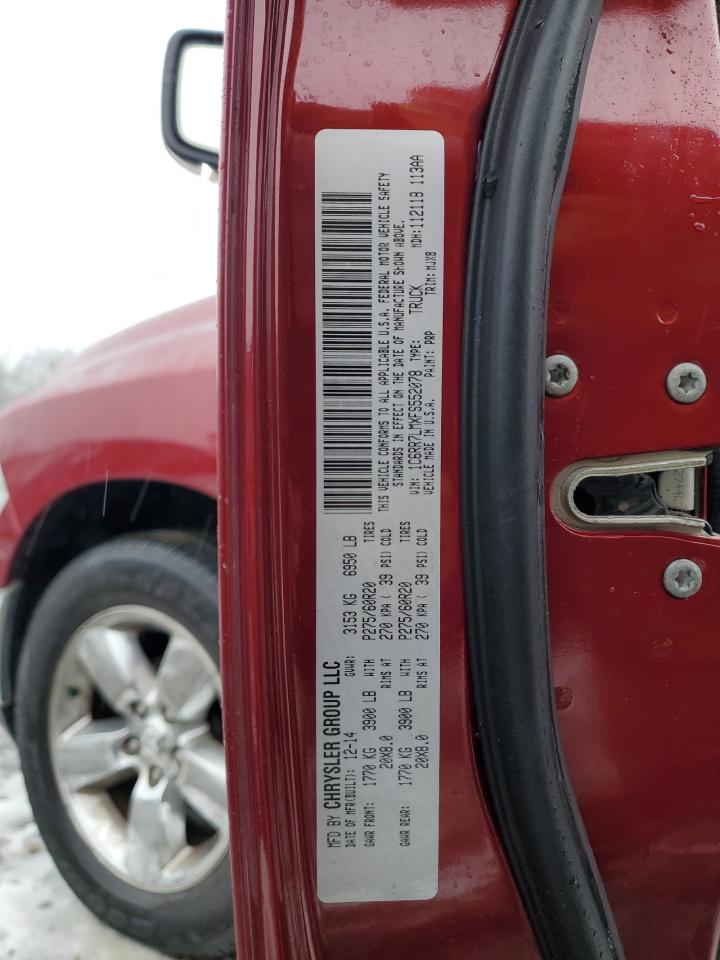 MFD BY CHRYSLER GROUP LLC
DATE OF MFR(BUILT): 12-14 GVWR: 3153 KG 6950 LB
GAWR FRONT: 1770 KG 3900 LB WITH P275/60R20 TIRES
20X8.0 RIMS AT 270 KPA ( 39 PSI) COLD
GAWR REAR: 1770 KG 3900 LB WITH P275/60R20 TIRES
20X8.0 RIMS AT 270 KPA ( 39 PSI) COLD
THIS VEHICLE CONFORMS TO ALL APPLICABLE U.S.A. FEDERAL MOTOR VEHICLE SAFETY
STANDARDS IN EFFECT ON THE DATE OF MANUFACTURE SHOWN ABOVE.
VIN: 1C6RR7LMXFS552078 TYPE: TRUCK MDH:112118 113AA
VEHICLE MADE IN U.S.A. PAINT: PRP TRIM: MJX8